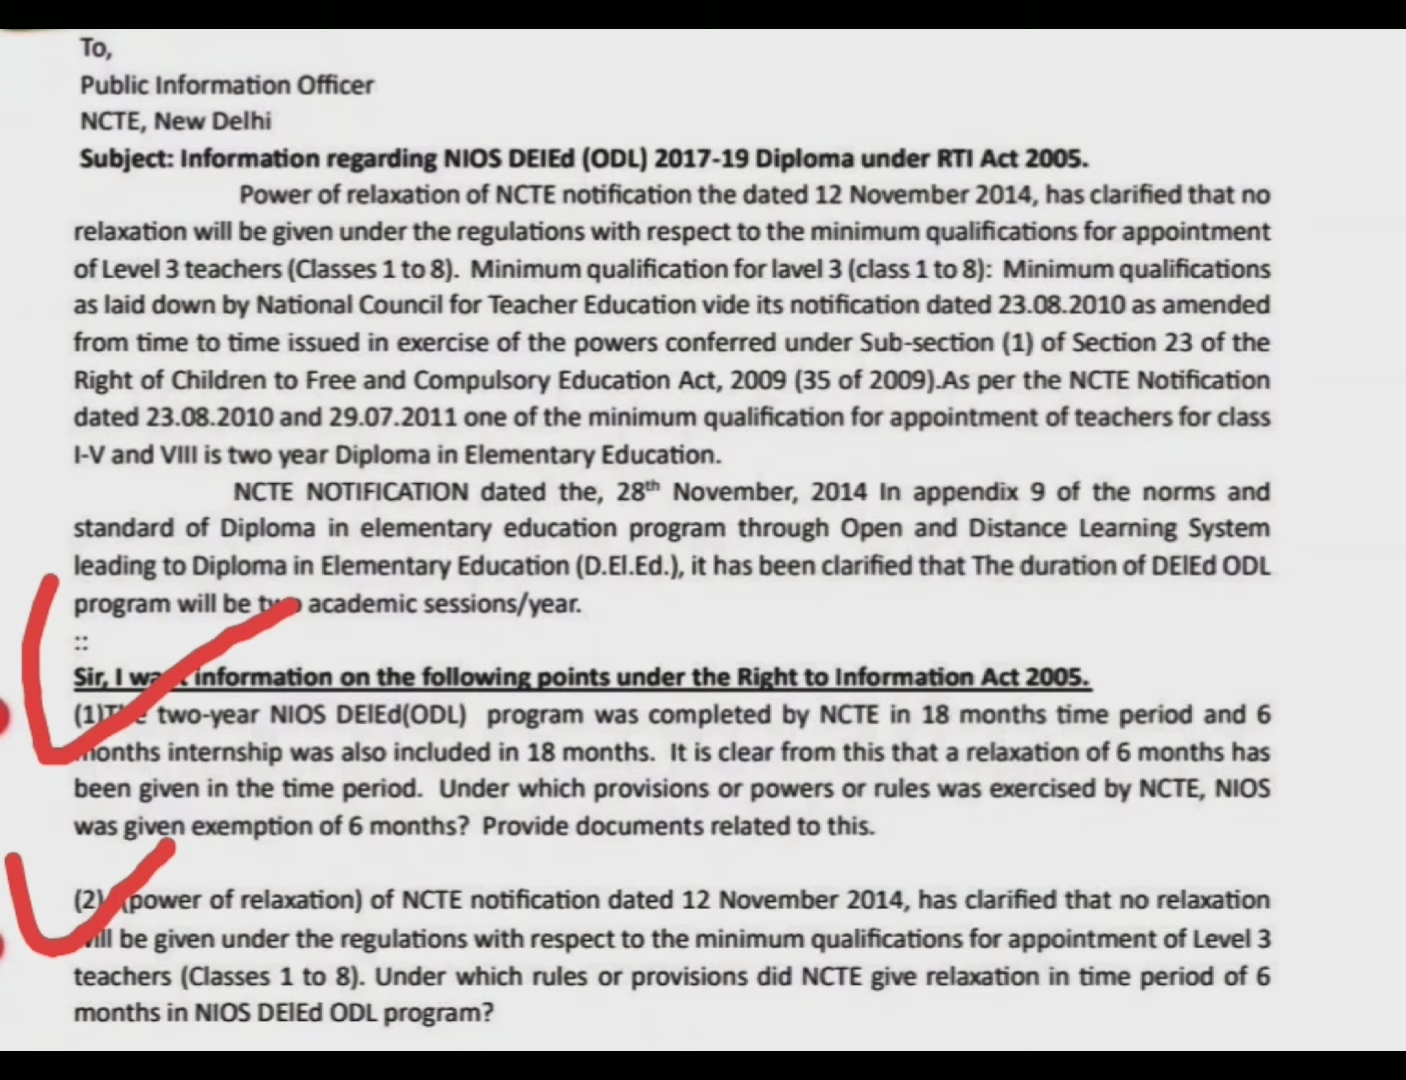 To,
Public Information Officer
NCTE, New Delhi
Subject: Information regarding NIOS DElEd (ODL) 2017-19 Diploma under RTI Act 2005.
Power of relaxation of NCTE notification the dated 12 November 2014, has clarified that no
relaxation will be given under the regulations with respect to the minimum qualifications for appointment
of Level 3 teachers (Classes 1 to 8). Minimum qualification for lavel 3 (class 1 to 8): Minimum qualifications
as laid down by National Council for Teacher Education vide its notification dated 23.08.2010 as amended
from time to time issued in exercise of the powers conferred under Sub-section (1) of Section 23 of the
Right of Children to Free and Compulsory Education Act, 2009 (35 of 2009).As per the NCTE Notification
dated 23.08.2010 and 29.07.2011 one of the minimum qualification for appointment of teachers for class
I-V and VIII is two year Diploma in Elementary Education.
NCTE NOTIFICATION dated the, 28th November, 2014 In appendix 9 of the norms and
standard of Diploma in elementary education program through Open and Distance Learning System
leading to Diploma in Elementary Education (D.El.Ed.), it has been clarified that The duration of DElEd ODL
program will be two academic sessions/year.
::
Sir, I want information on the following points under the Right to Information Act 2005.
(1)The two-year NIOS DElEd(ODL) program was completed by NCTE in 18 months time period and 6
months internship was also included in 18 months. It is clear from this that a relaxation of 6 months has
been given in the time period. Under which provisions or powers or rules was exercised by NCTE, NIOS
was given exemption of 6 months? Provide documents related to this.
(2) (power of relaxation) of NCTE notification dated 12 November 2014, has clarified that no relaxation
will be given under the regulations with respect to the minimum qualifications for appointment of Level 3
teachers (Classes 1 to 8). Under which rules or provisions did NCTE give relaxation in time period of 6
months in NIOS DElEd ODL program?